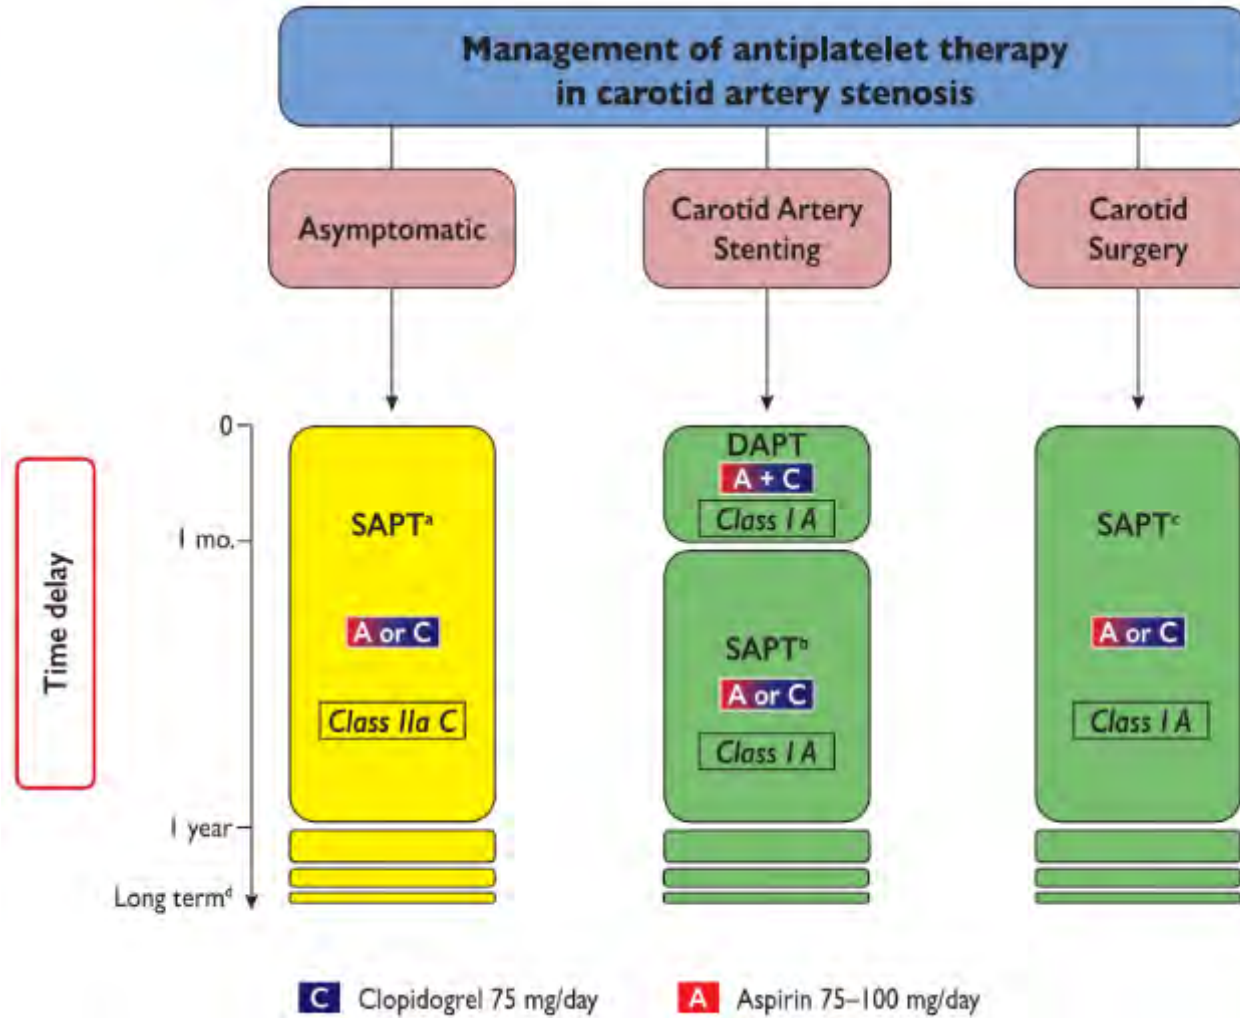 Management of antiplatelet therapy
in carotid artery stenosis
Asymptomatic
Carotid Artery
Stenting
Carotid
Surgery
Time delay
0
1 mo.
1 year
Long termᵈ
SAPTᵃ
A or C
Class IIa C
DAPT
A + C
Class I A
SAPTᵇ
A or C
Class I A
SAPTᶜ
A or C
Class I A
C Clopidogrel 75 mg/day
A Aspirin 75–100 mg/day